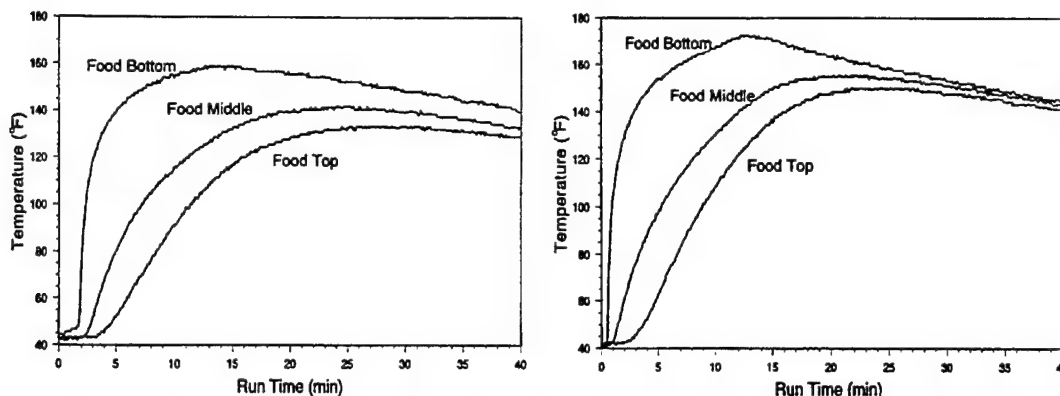 180
160
140
120
100
80
60
40
Temperature (°F)
Food Bottom
Food Middle
Food Top
0 5 10 15 20 25 30 35 40
Run Time (min)
180
160
140
120
100
80
60
40
Temperature (°F)
Food Bottom
Food Middle
Food Top
0 5 10 15 20 25 30 35 4
Run Time (min)